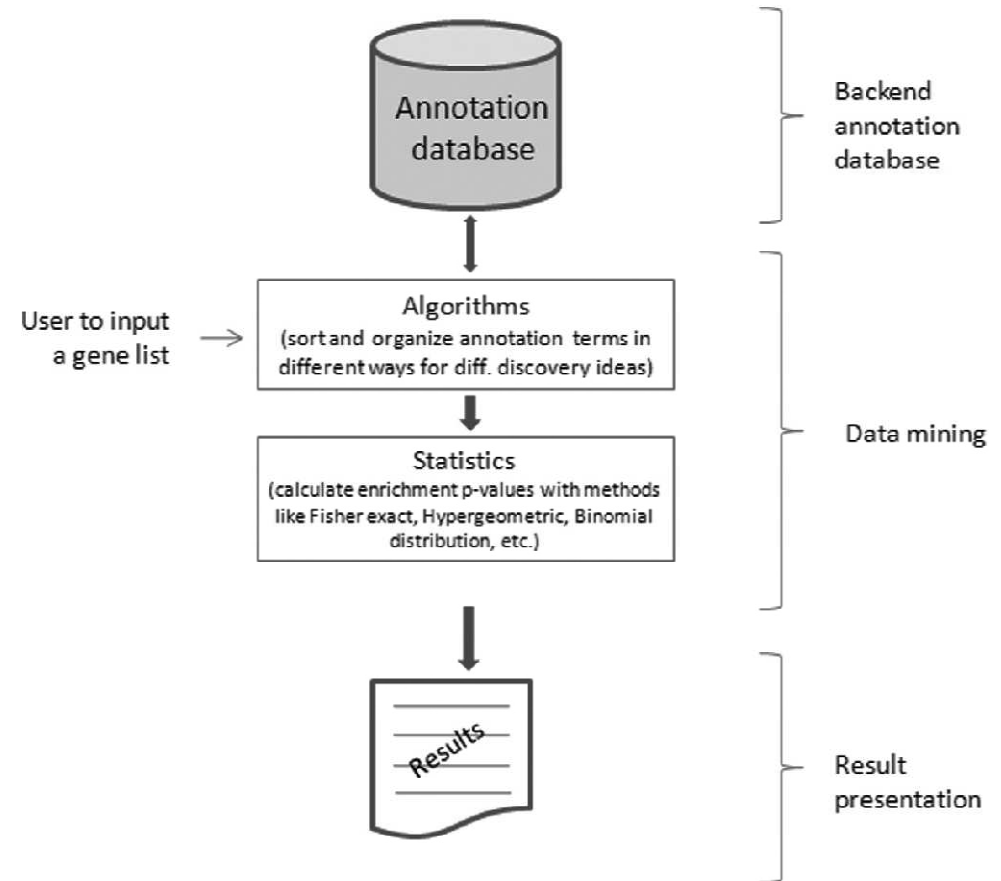 Annotation
database
Backend
annotation
database
User to input
a gene list
Algorithms
(sort and organize annotation terms in
different ways for diff. discovery ideas)
Statistics
(calculate enrichment p-values with methods
like Fisher exact, Hypergeometric, Binomial
distribution, etc.)
Data mining
Results
Result
presentation